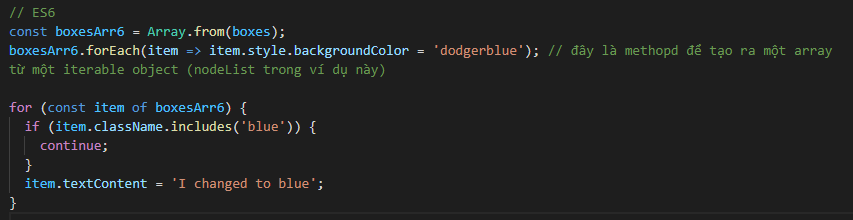 // ES6
const boxesArr6 = Array.from(boxes);
boxesArr6.forEach(item => item.style.backgroundColor = 'dodgerblue'); // đây là methopd để tạo ra một array
từ một iterable object (nodeList trong ví dụ này)
for (const item of boxesArr6) {
  if (item.className.includes('blue')) {
    continue;
  }
  item.textContent = 'I changed to blue';
}